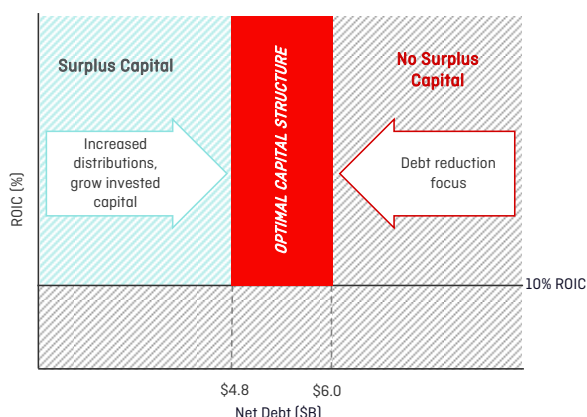 Surplus Capital
No Surplus
Capital
OPTIMAL CAPITAL STRUCTURE
Increased
distributions,
grow invested
capital
Debt reduction
focus
ROIC (%)
10% ROIC
$4.8
$6.0
Net Debt ($B)